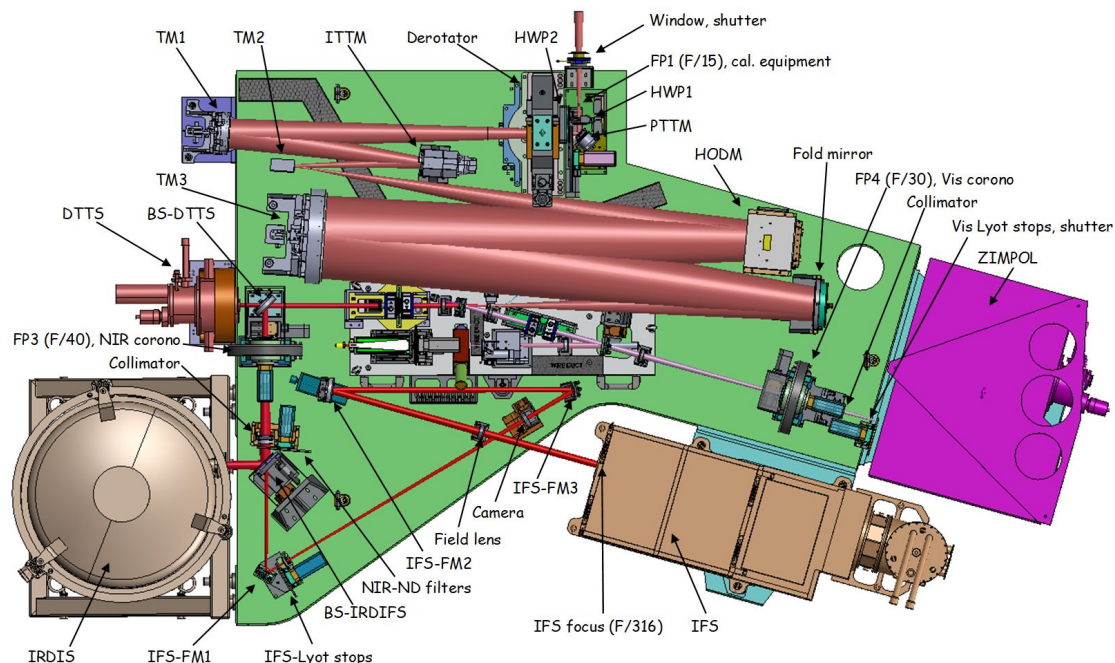 Window, shutter
TM1
TM2
ITTM
Derotator
HWP2
FP1 (F/15), cal. equipment
HWP1
PTTM
HODM
Fold mirror
FP4 (F/30), Vis corono
Collimator
Vis Lyot stops, shutter
ZIMPOL
TM3
DTTS
BS-DTTS
FP3 (F/40), NIR corono
Collimator
WIRE DUCT
IFS-FM3
Camera
Field lens
IFS-FM2
NIR-ND filters
BS-IRDIFS
IFS focus (F/316)
IFS
IRDIS
IFS-FM1
IFS-Lyot stops